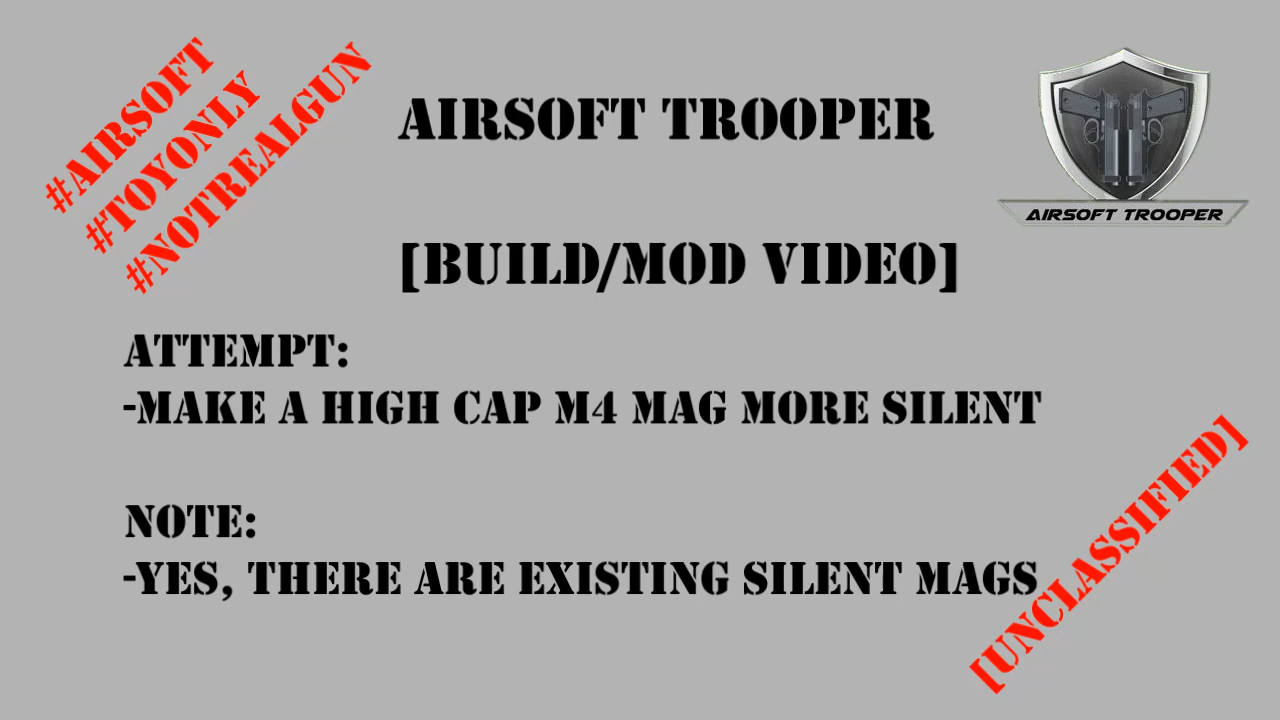 #AIRSOFT
#TOYONLY
#NOTREALGUN
AIRSOFT TROOPER
AIRSOFT TROOPER
[BUILD/MOD VIDEO]
ATTEMPT:
-MAKE A HIGH CAP M4 MAG MORE SILENT
NOTE:
-YES, THERE ARE EXISTING SILENT MAGS
[UNCLASSIFIED]